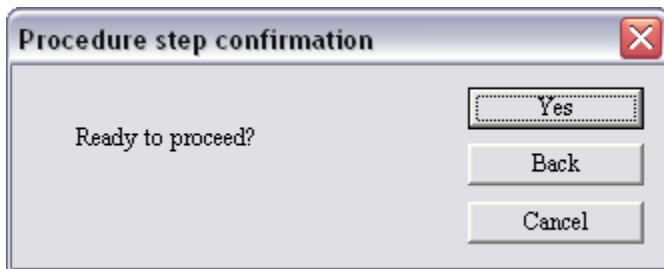 Procedure step confirmation
Ready to proceed?
Yes
Back
Cancel